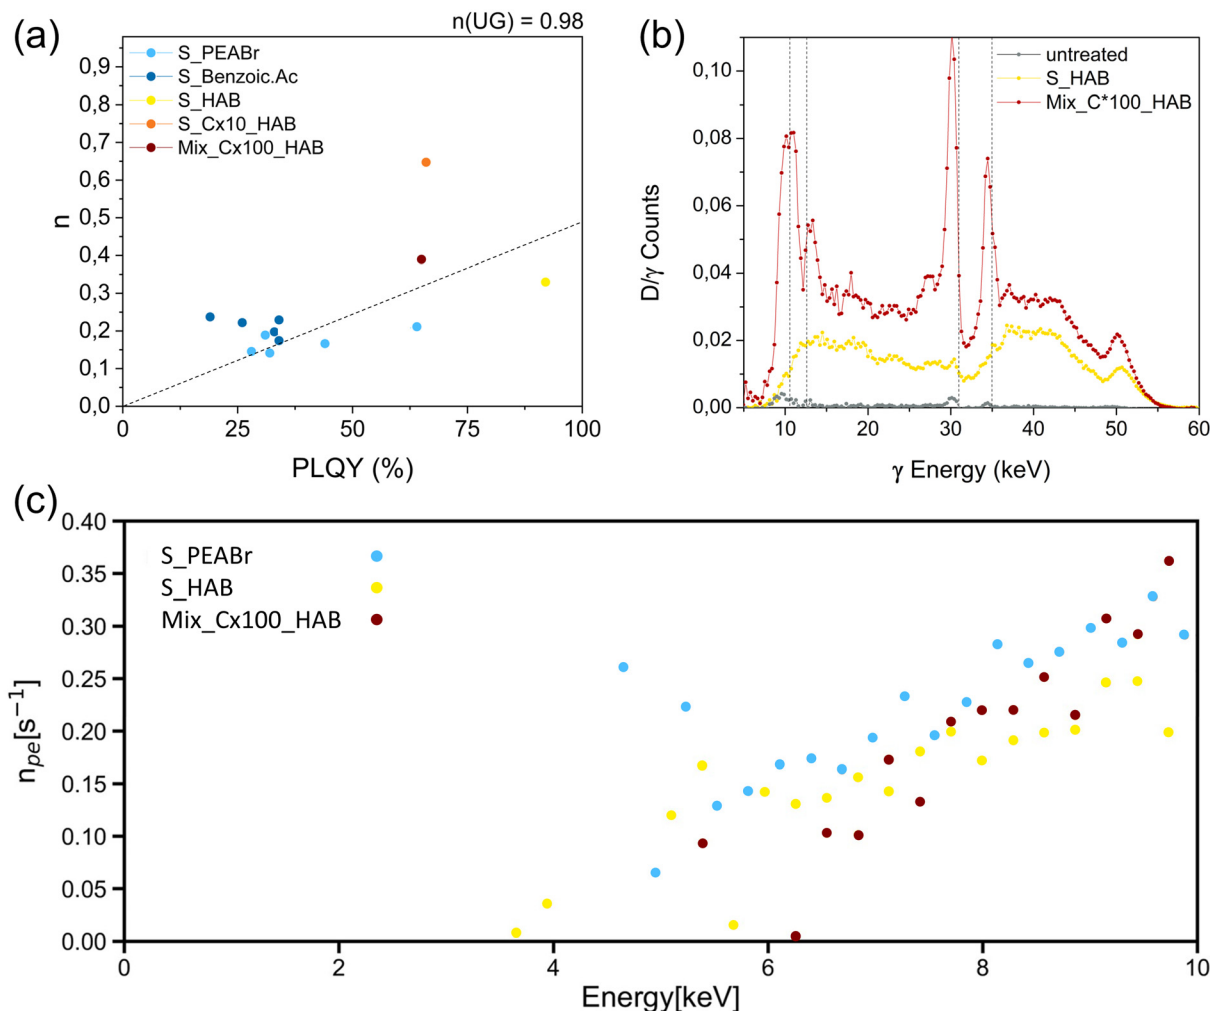 (a)
n(UG) = 0.98
S_PEABr
S_Benzoic.Ac
S_HAB
S_Cx10_HAB
Mix_Cx100_HAB
0,9
0,8
0,7
0,6
0,5
0,4
0,3
0,2
0,1
0,0
n
0
25
50
75
100
PLQY (%)
(b)
untreated
S_HAB
Mix_C*100_HAB
0,10
0,08
0,06
0,04
0,02
0,00
D/γ Counts
10
20
30
40
50
60
γ Energy (keV)
(c)
S_PEABr
S_HAB
Mix_Cx100_HAB
0.40
0.35
0.30
0.25
0.20
0.15
0.10
0.05
0.00
n_pe[s⁻¹]
0
2
4
6
8
10
Energy[keV]